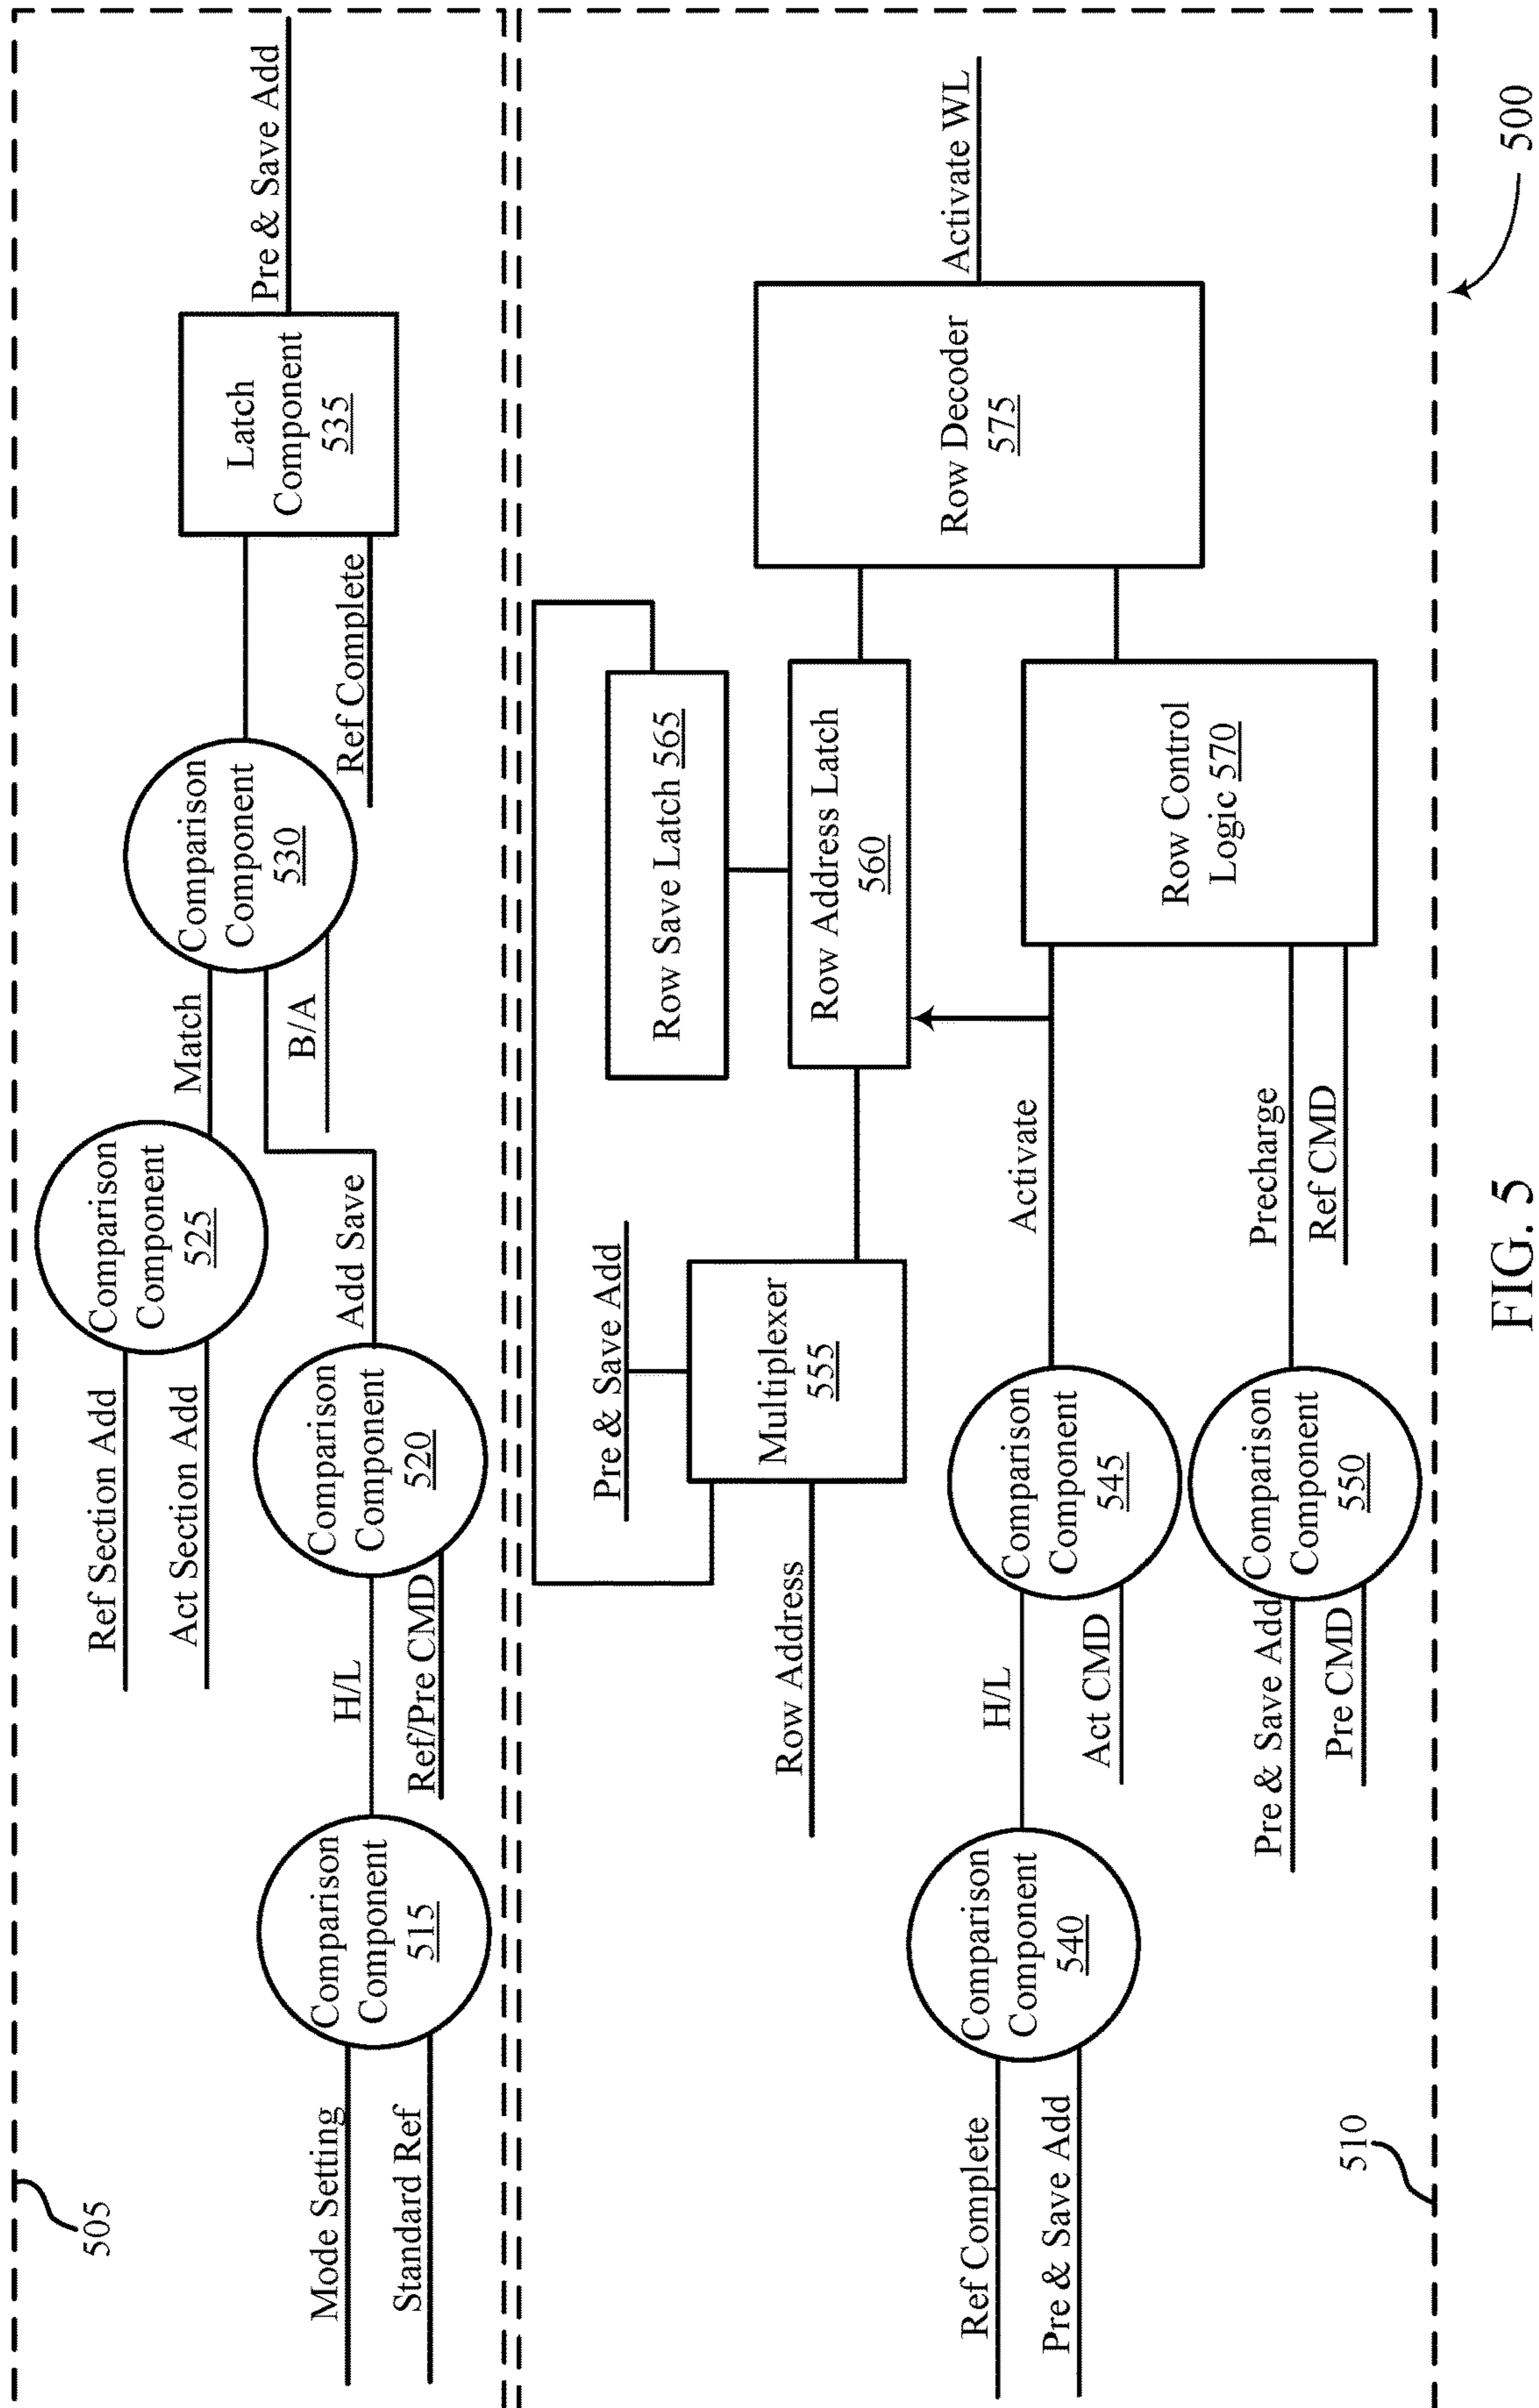 505
Mode Setting
Standard Ref
Comparison
Component
515
H/L
Ref/Pre CMD
Comparison
Component
520
Add Save
Ref Section Add
Act Section Add
Comparison
Component
525
Match
B/A
Comparison
Component
530
Ref Complete
Latch
Component
535
Pre & Save Add
510
Ref Complete
Pre & Save Add
Comparison
Component
540
H/L
Act CMD
Comparison
Component
545
Activate
Pre & Save Add
Pre CMD
Comparison
Component
550
Precharge
Ref CMD
Row Address
Pre & Save Add
Multiplexer
555
Row Save Latch 565
Row Address Latch
560
Row Control
Logic 570
Row Decoder
575
Activate WL
500
FIG. 5